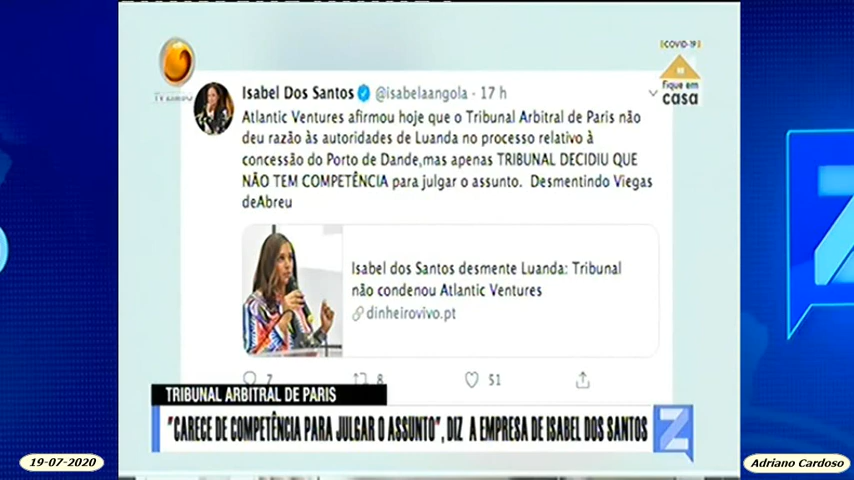 COVID-19
Fique em
casa
Isabel Dos Santos @isabelaangola · 17 h
Atlantic Ventures afirmou hoje que o Tribunal Arbitral de Paris não
deu razão às autoridades de Luanda no processo relativo à
concessão do Porto de Dande,mas apenas TRIBUNAL DECIDIU QUE
NÃO TEM COMPETÊNCIA para julgar o assunto. Desmentindo Viegas
deAbreu
Isabel dos Santos desmente Luanda: Tribunal
não condenou Atlantic Ventures
dinheirovivo.pt
7 8 51
TRIBUNAL ARBITRAL DE PARIS
"CARECE DE COMPETÊNCIA PARA JULGAR O ASSUNTO", DIZ A EMPRESA DE ISABEL DOS SANTOS
Z
19-07-2020
Adriano Cardoso